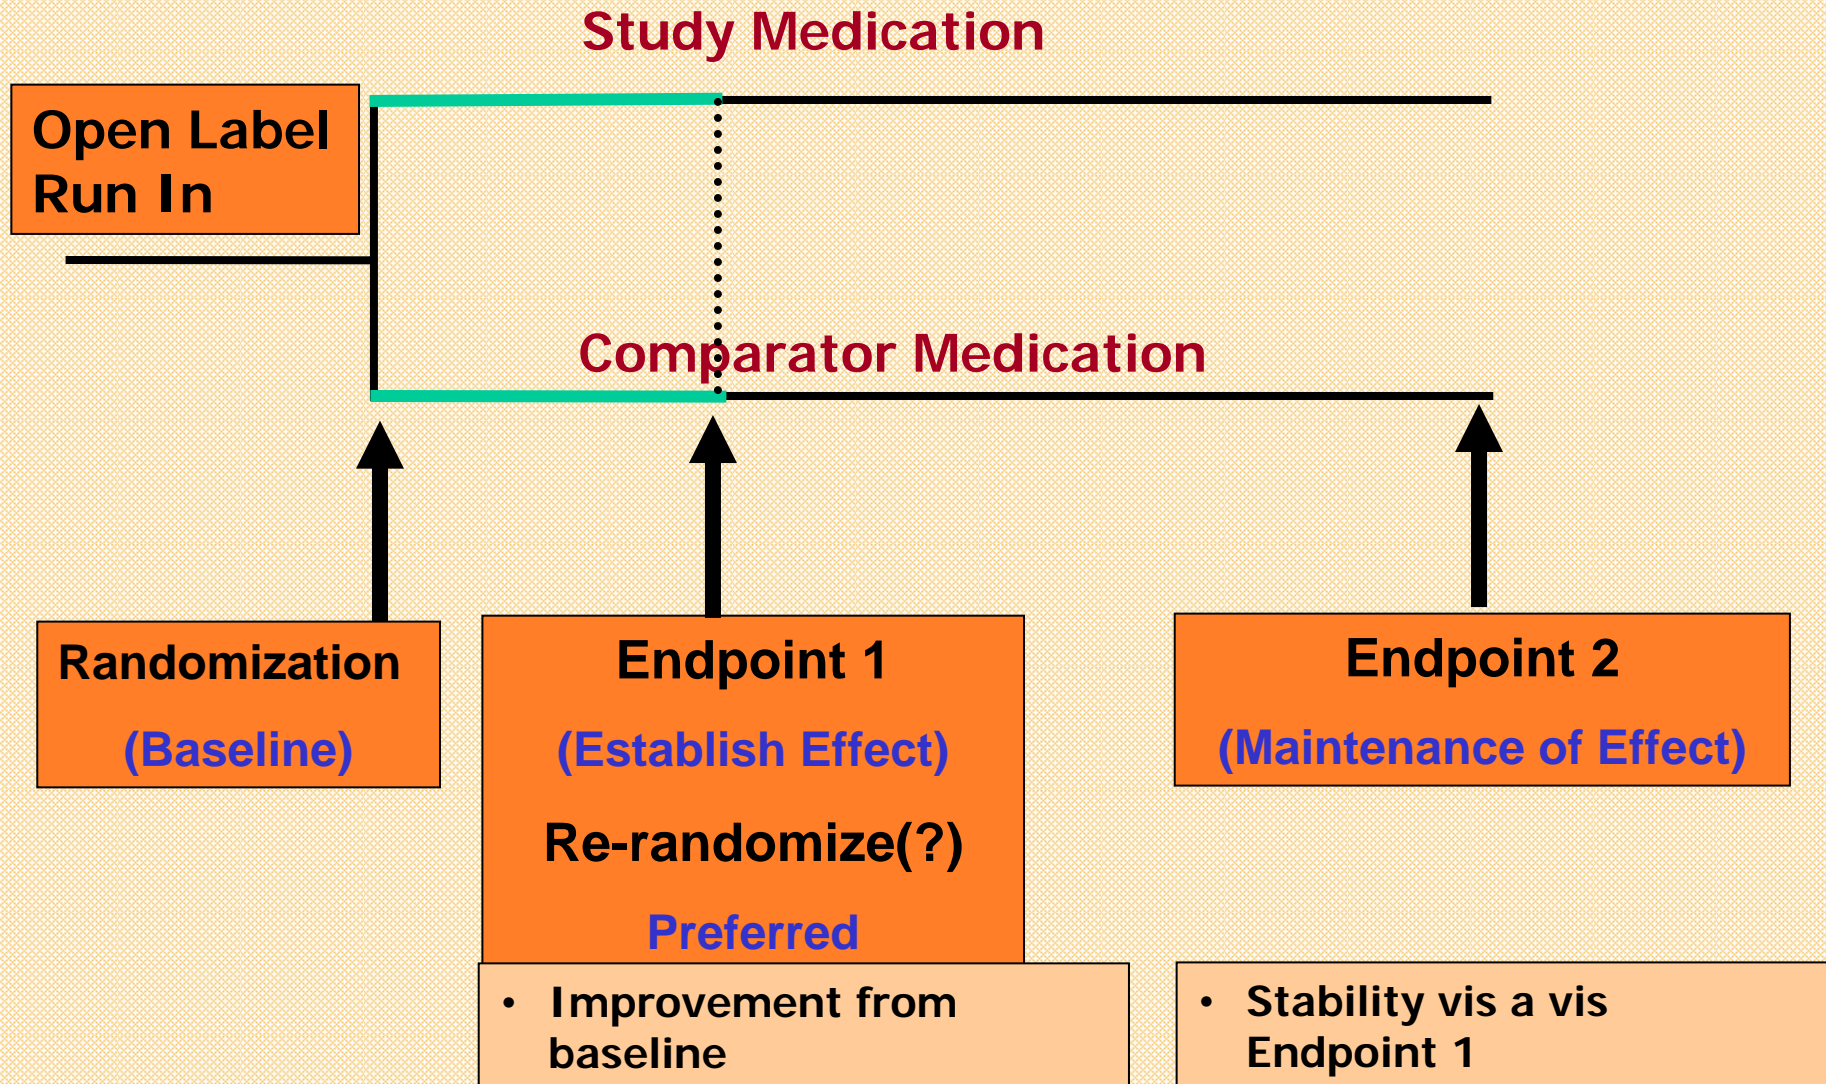 Study Medication
Open Label
Run In
Comparator Medication
Randomization
(Baseline)
Endpoint 1
(Establish Effect)
Re-randomize(?)
Preferred
• Improvement from
baseline
Endpoint 2
(Maintenance of Effect)
• Stability vis a vis
Endpoint 1